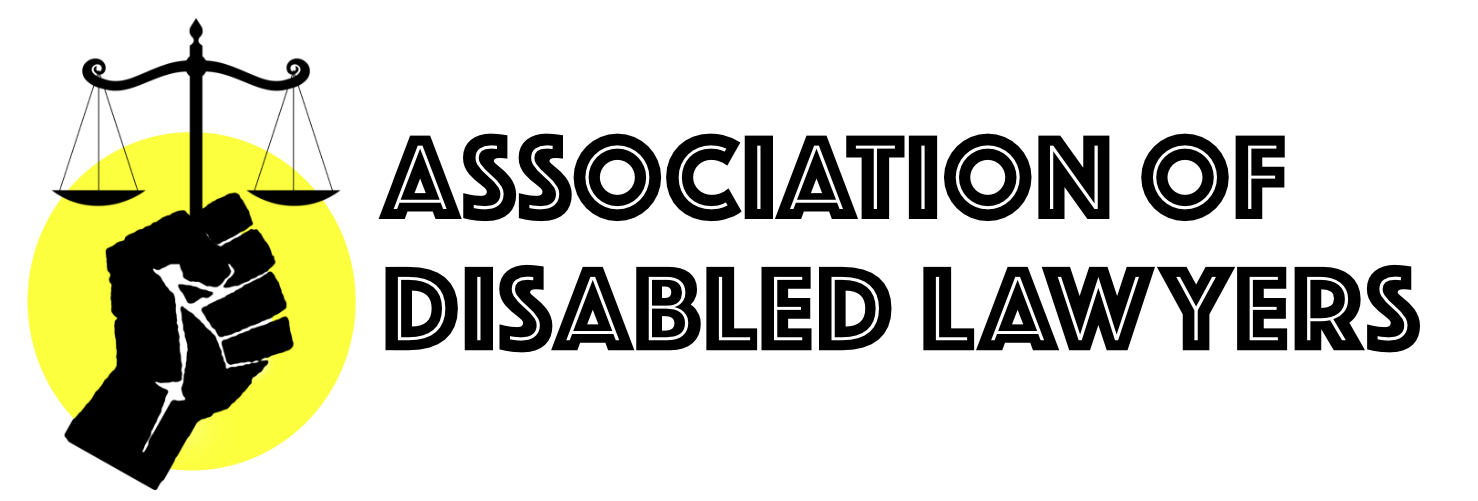 ASSOCIATION OF
DISABLED LAWYERS